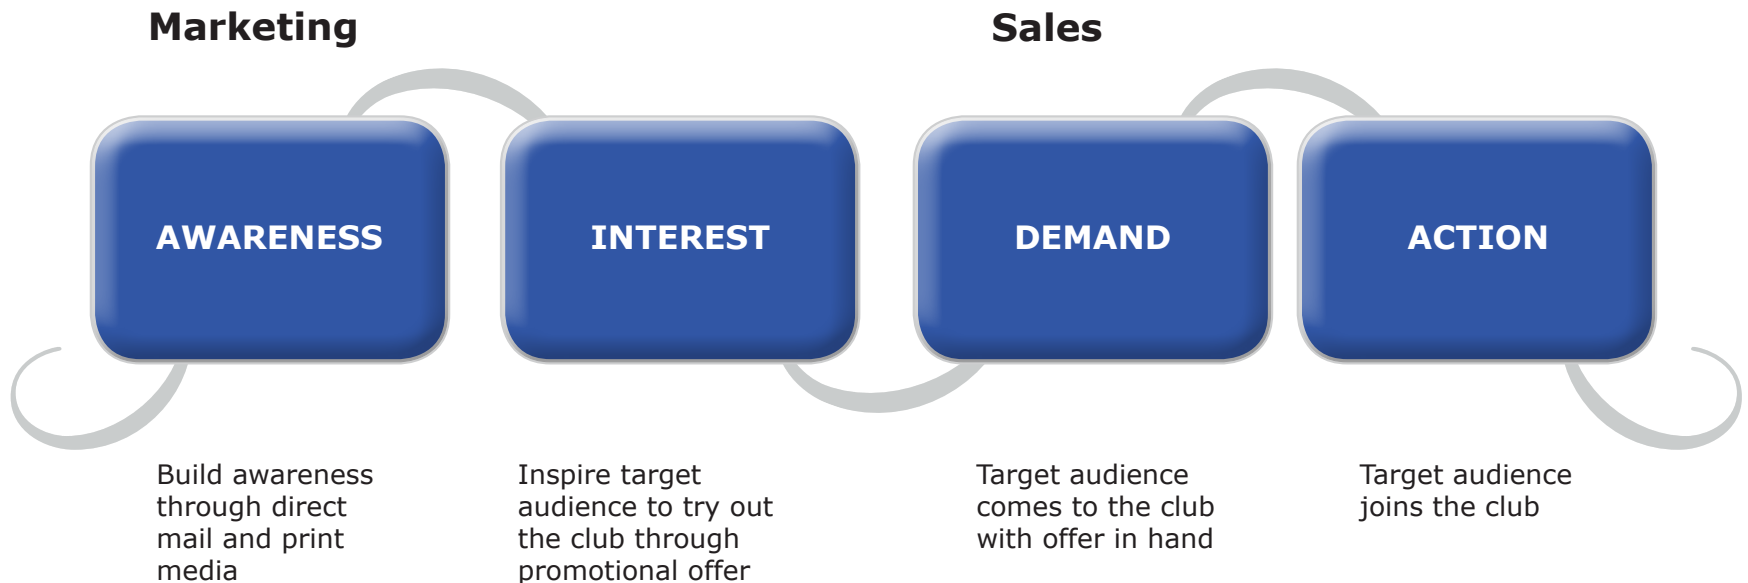 Marketing
Sales
AWARENESS
INTEREST
DEMAND
ACTION
Build awareness
through direct
mail and print
media
Inspire target
audience to try out
the club through
promotional offer
Target audience
comes to the club
with offer in hand
Target audience
joins the club